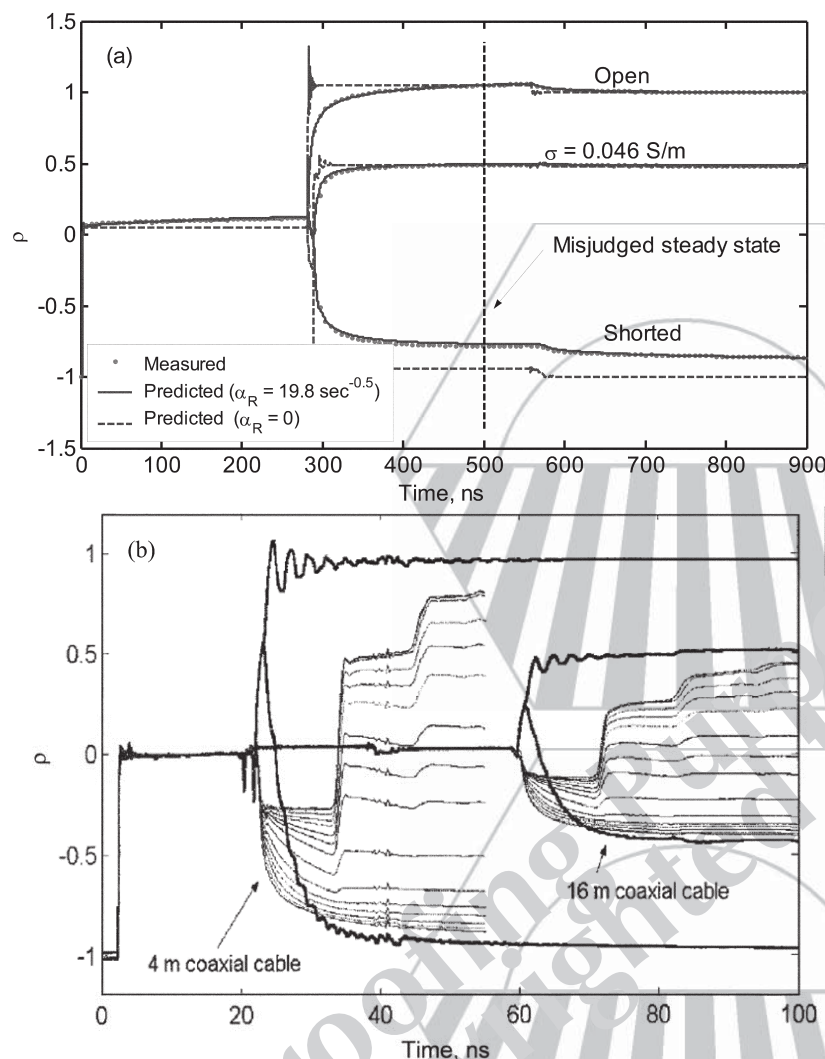 1.5
(a)
Open
1
σ = 0.046 S/m
0.5
ρ
0
Misjudged steady state
-0.5
Shorted
Measured
Predicted (αR = 19.8 sec-0.5)
-1
Predicted (αR = 0)
-1.5
0 100 200 300 400 500 600 700 800 900
Time, ns
(b)
1
0.5
ρ
0
-0.5
16 m coaxial cable
4 m coaxial cable
-1
0 20 40 60 80 100
Time, ns